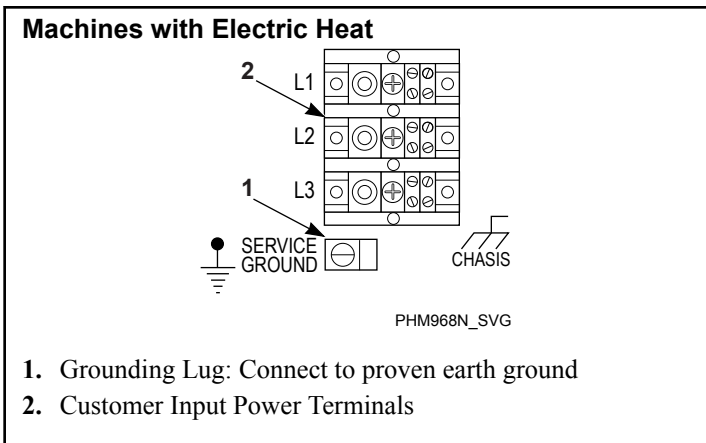 Machines with Electric Heat
2
L1
L2
1
L3
SERVICE
GROUND
CHASIS
PHM968N_SVG
1. Grounding Lug: Connect to proven earth ground
2. Customer Input Power Terminals